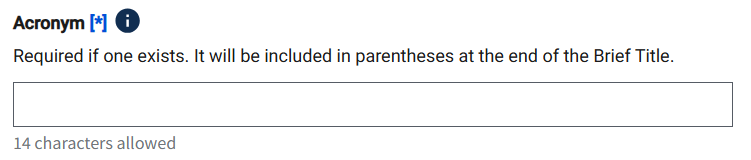 Acronym [*] i
Required if one exists. It will be included in parentheses at the end of the Brief Title.
14 characters allowed